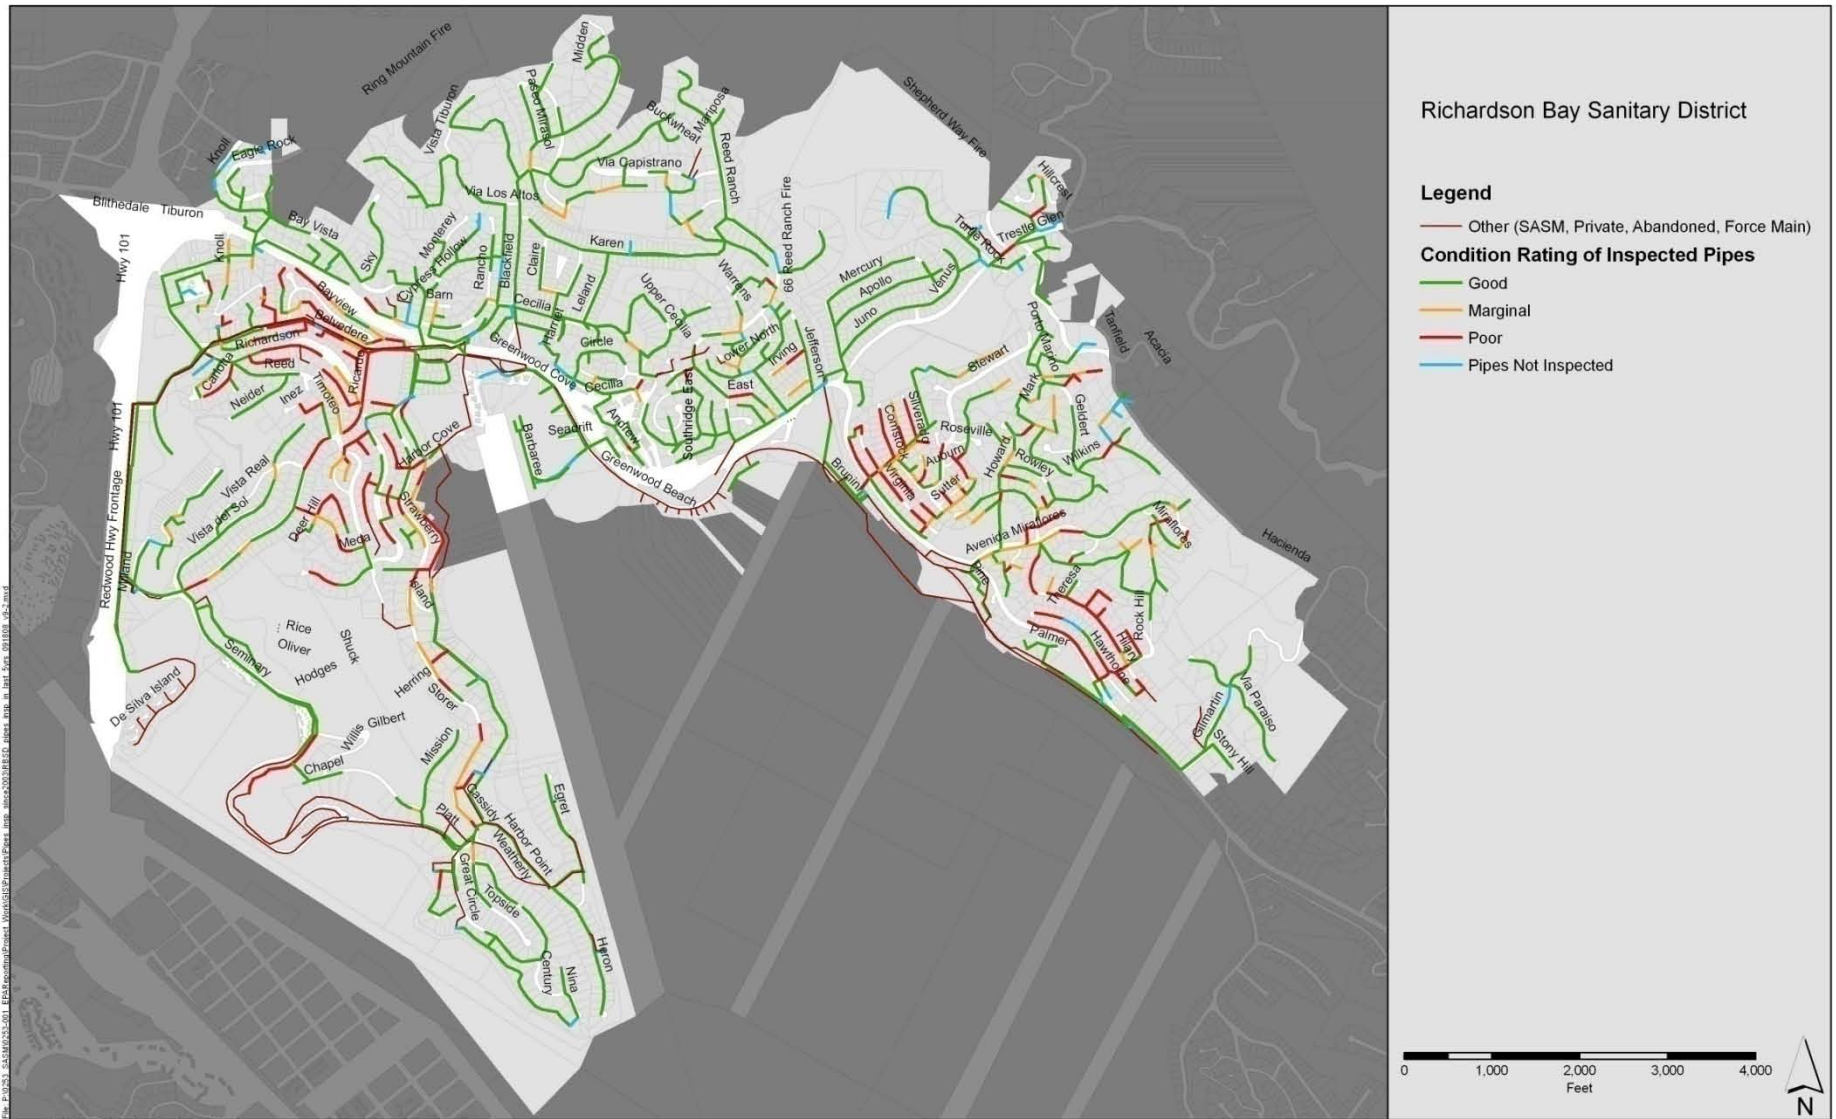 Richardson Bay Sanitary District
Legend
Other (SASM, Private, Abandoned, Force Main)
Condition Rating of Inspected Pipes
Good
Marginal
Poor
Pipes Not Inspected
0 1,000 2,000 3,000 4,000
Feet
N
Ring Mountain Fire
Midden
Vista Tiburon
Paseo Mirasol
Buckwheat
Mariposa
Shepherd Way Fire
Knoll
Eagle Rock
Via Capistrano
Reed Ranch
Hillcrest
Via Los Altos
66 Reed Ranch Fire
Blithedale Tiburon
Bay Vista
Turtle Rock
Trestle Glen
Hwy 101
Knoll
Sky
Monterey
Cypress Hollow
Rancho
Blackfield
Claire
Karen
Leland
Warrens
Mercury
Apollo
Venus
Juno
Upper Cecilia
Barn
Cecilia
Harriet
Circle
Bayview
Belvedere
Richardson
Reed
Carlotta
Ricardo
Greenwood Cove
Lower North
Irving
Jefferson
Porto Marino
Tanfield
Acacia
Stewart
Neider
Inez
Timoteo
Cecilia
East
Southridge East
Mark
Geldert
Hwy 101
Harbor Cove
Barbaree
Seadrift
Andrew
Silverado
Comstock
Roseville
Auburn
Howard
Rowley
Wilkins
Greenwood Beach
Brunini
Virginia
Sutter
Vista Real
Vista del Sol
Deer Hill
Meda
Strawberry
Avenida Miraflores
Miraflores
Hacienda
Redwood Hwy Frontage
Milland
Island
Pine
Theresa
Rock Hill
Palmer
Hawthorne
Hilary
Rice
Oliver
Shuck
Hodges
Seminary
Herring
Storer
De Silva Island
Gilmartin
Via Paraiso
Stony Hill
Willis
Gilbert
Mission
Chapel
Cassidy
Platt
Harbor Point
Weatherly
Egret
Great Circle
Topside
Heron
Century
Nina